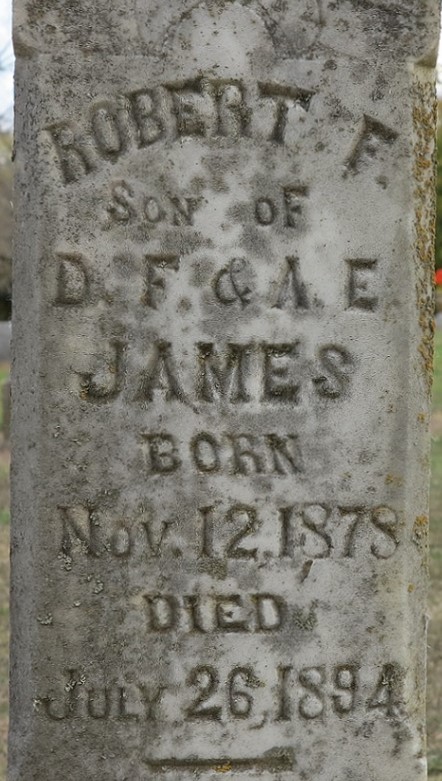 ROBERT F.
SON OF
D. F. & A. E.
JAMES
BORN
NOV. 12, 1878
DIED
JULY 26, 1894